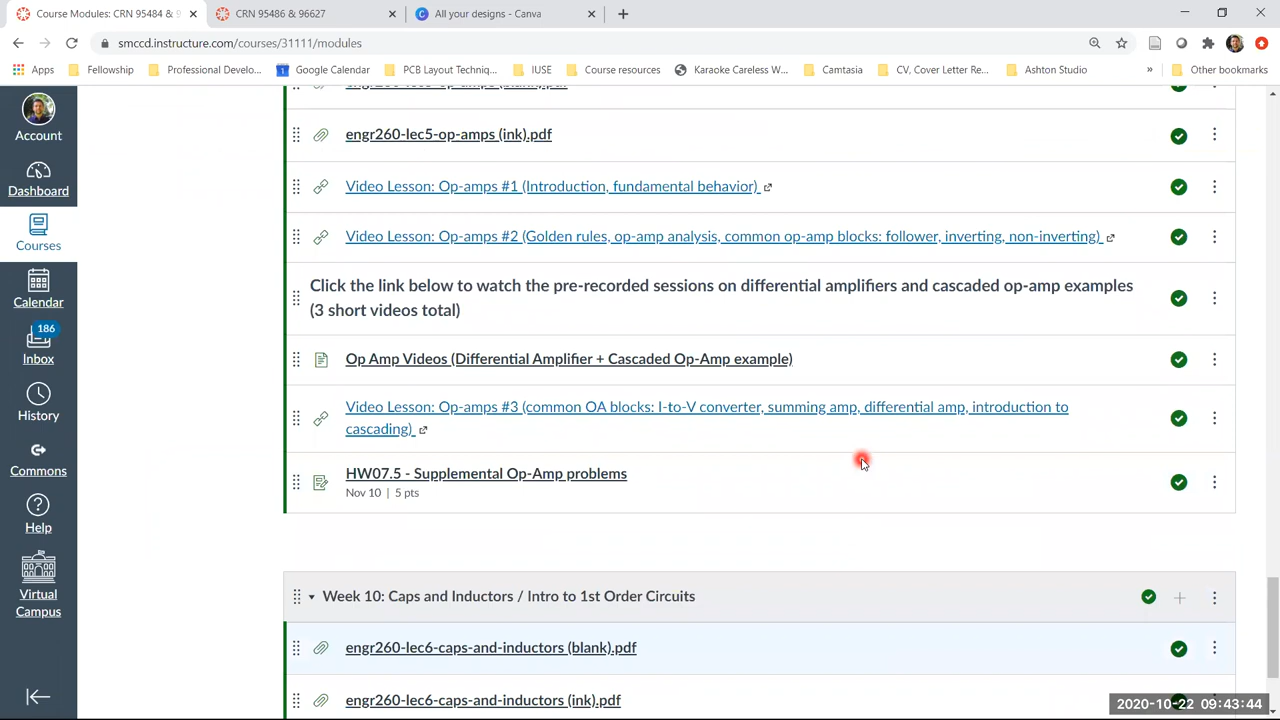 Course Modules: CRN 95484 & 9
CRN 95486 & 96627
All your designs - Canva
smccd.instructure.com/courses/31111/modules
Apps
Fellowship
Professional Develo...
Google Calendar
PCB Layout Techniq...
IUSE
Course resources
Karaoke Careless W...
Camtasia
CV. Cover Letter Re...
Ashton Studio
»
Other bookmarks
Account
Dashboard
Courses
Calendar
186
Inbox
History
Commons
Help
Virtual
Campus
engr260-lec5-op-amps (blank).pdf
engr260-lec5-op-amps (ink).pdf
Video Lesson: Op-amps #1 (Introduction, fundamental behavior)
Video Lesson: Op-amps #2 (Golden rules, op-amp analysis, common op-amp blocks: follower, inverting, non-inverting)
Click the link below to watch the pre-recorded sessions on differential amplifiers and cascaded op-amp examples
(3 short videos total)
Op Amp Videos (Differential Amplifier + Cascaded Op-Amp example)
Video Lesson: Op-amps #3 (common OA blocks: I-to-V converter, summing amp, differential amp, introduction to
cascading)
HW07.5 - Supplemental Op-Amp problems
Nov 10 | 5 pts
Week 10: Caps and Inductors / Intro to 1st Order Circuits
engr260-lec6-caps-and-inductors (blank).pdf
engr260-lec6-caps-and-inductors (ink).pdf
2020-10-22 09:43:44